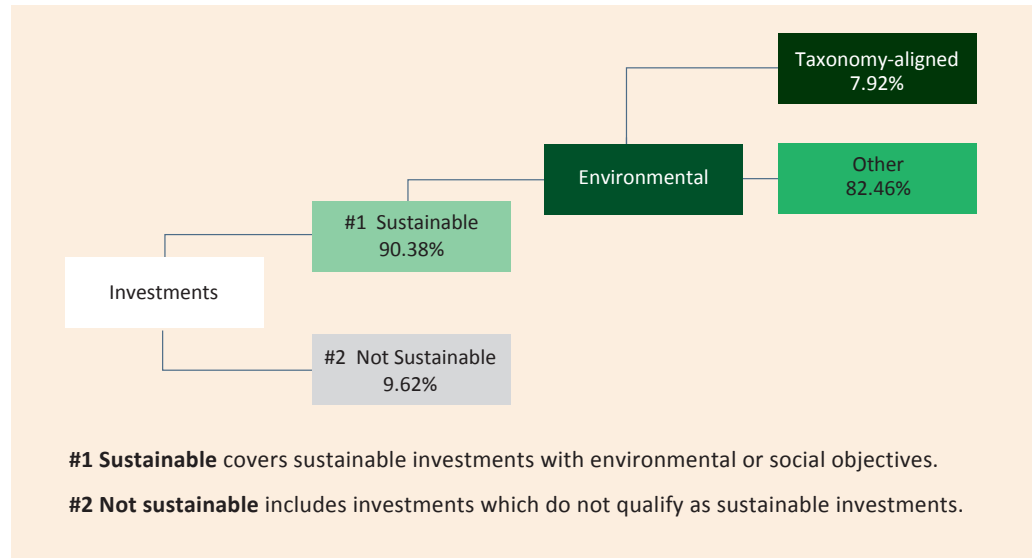 Taxonomy-aligned
7.92%
Environmental
Other
82.46%
#1 Sustainable
90.38%
Investments
#2 Not Sustainable
9.62%
#1 Sustainable covers sustainable investments with environmental or social objectives.
#2 Not sustainable includes investments which do not qualify as sustainable investments.